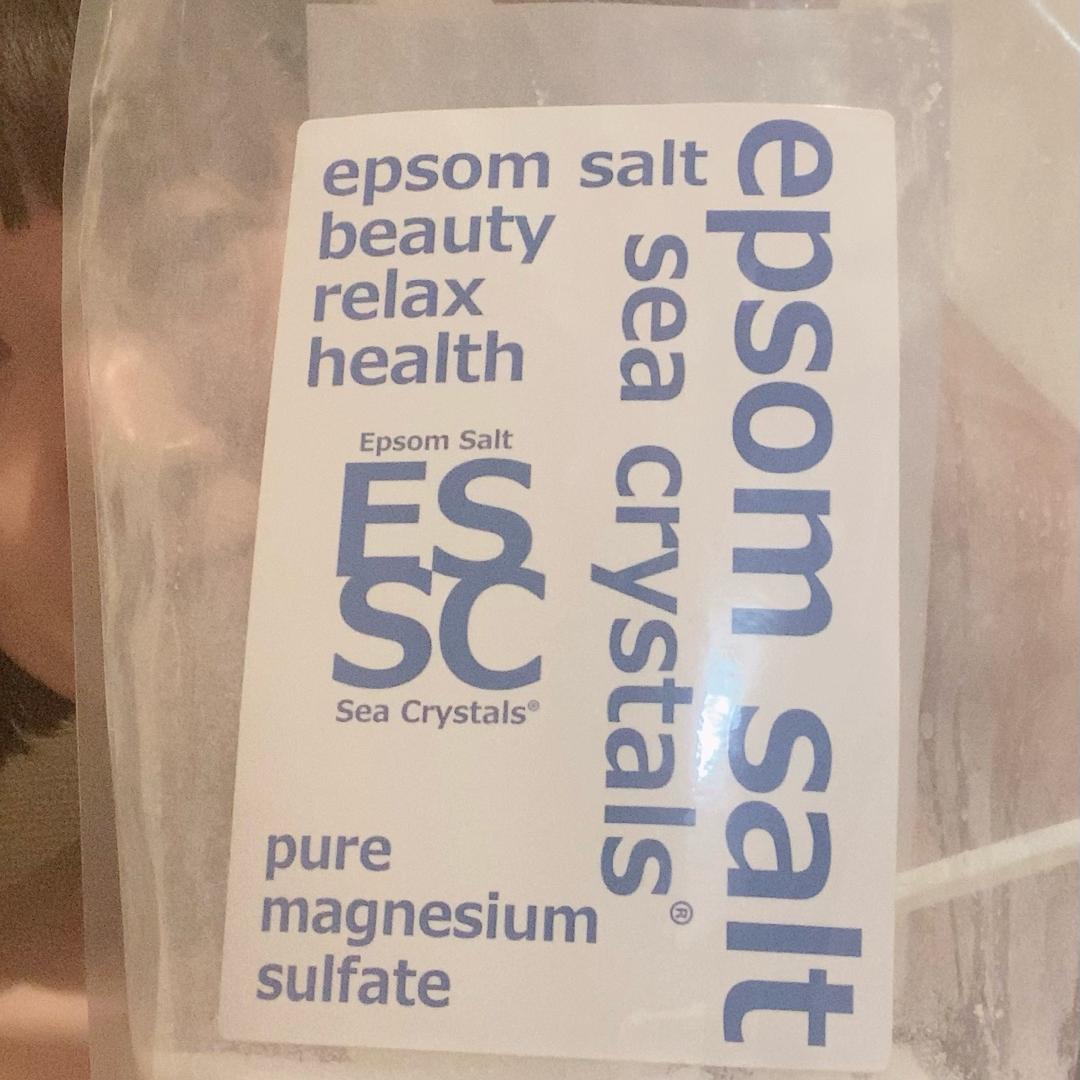 epsom salt
beauty
relax
health
Epsom Salt
ES
SC
Sea Crystals®
pure
magnesium
sulfate
sea crystals®
epsom salt